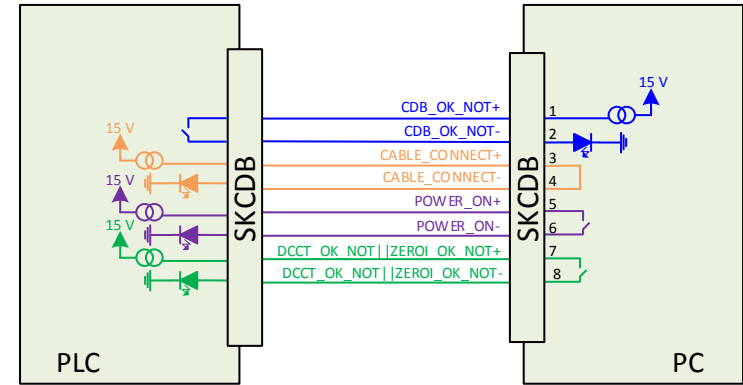 15 V
CDB_OK_NOT+
1
CDB_OK_NOT-
2
15 V
CABLE_CONNECT+
3
CABLE_CONNECT-
4
15 V
POWER_ON+
5
POWER_ON-
6
15 V
DCCT_OK_NOT||ZEROI_OK_NOT+
7
DCCT_OK_NOT||ZEROI_OK_NOT-
8
SKCDB
SKCDB
PLC
PC